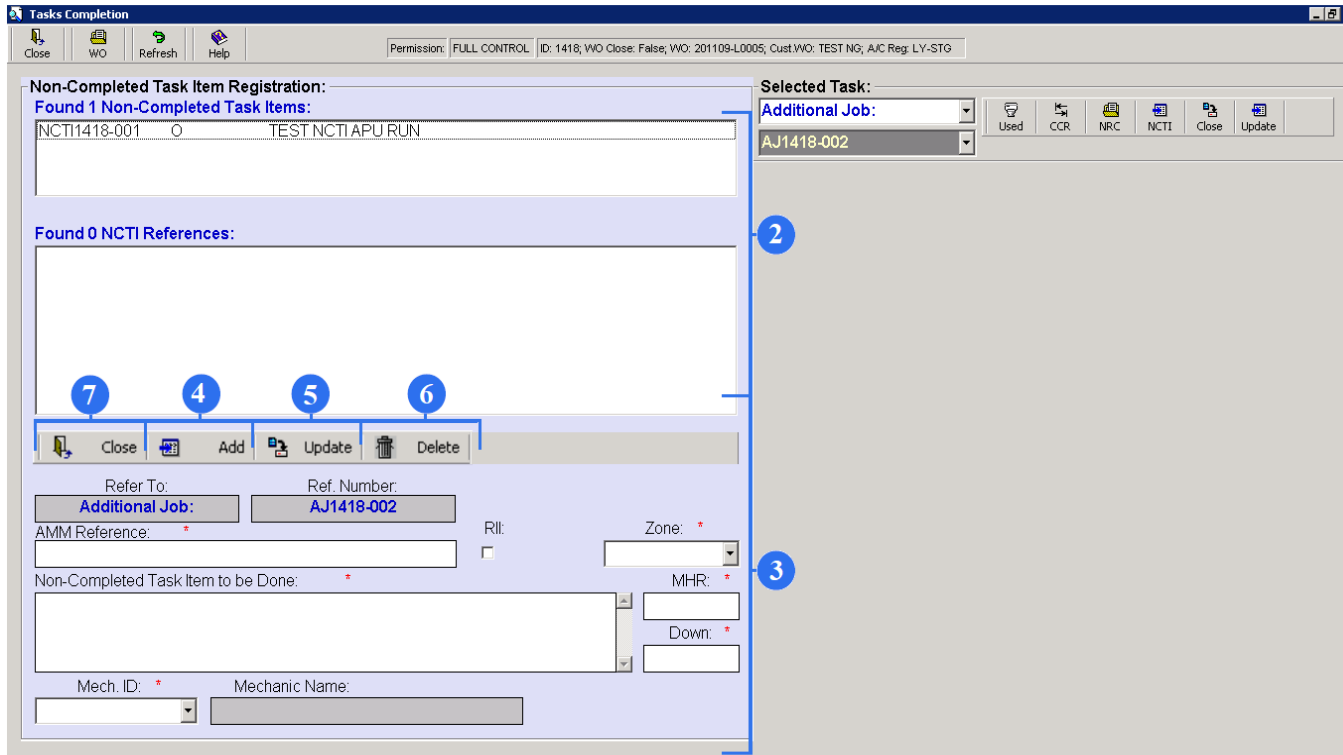 Tasks Completion
Close WO Refresh Help
Permission: FULL CONTROL ID: 1418; WO Close: False; WO: 201109-L0005; Cust.WO: TEST NG; A/C Reg: LY-STG
Non-Completed Task Item Registration:
Found 1 Non-Completed Task Items:
NCTI1418-001 O TEST NCTI APU RUN
Found 0 NCTI References:
7 4 5 6
Close Add Update Delete
Refer To: Ref. Number:
Additional Job: AJ1418-002
AMM Reference: * RII: Zone: *
Non-Completed Task Item to be Done: * MHR: *
Down: *
Mech. ID: * Mechanic Name:
2
3
Selected Task:
Additional Job:
AJ1418-002
Used CCR NRC NCTI Close Update